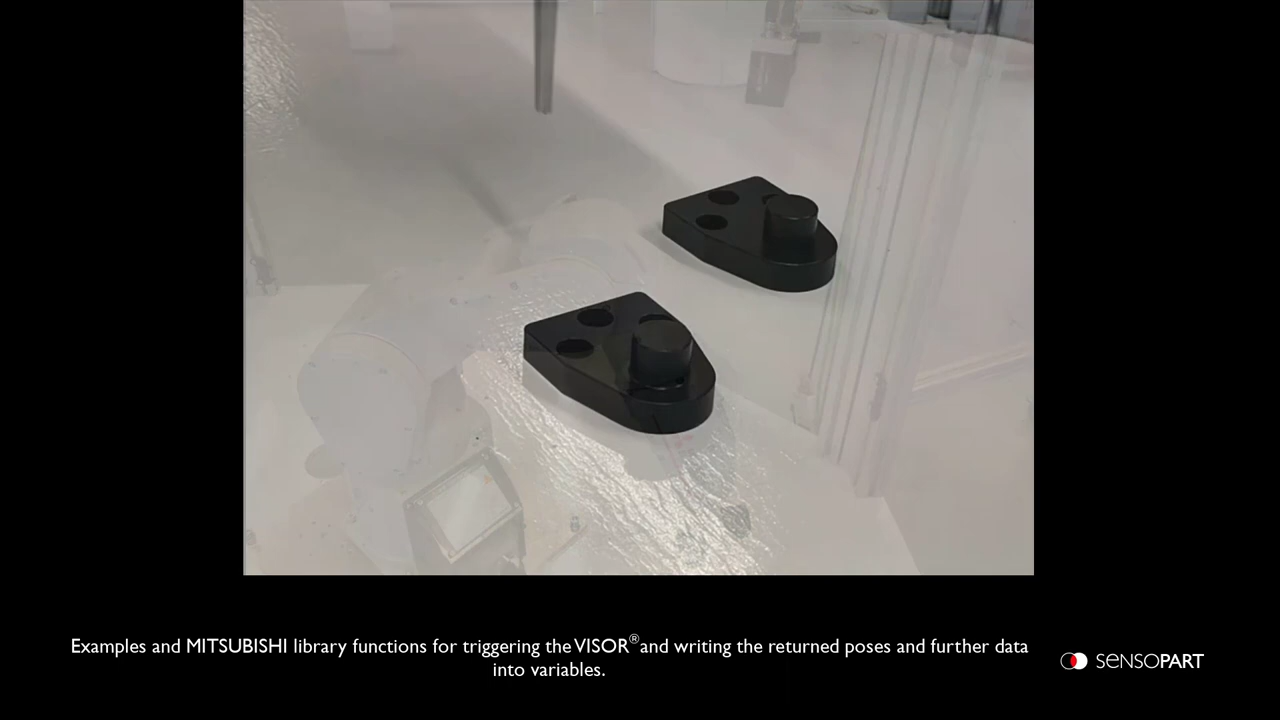 Examples and MITSUBISHI library functions for triggering the VISOR® and writing the returned poses and further data
into variables.
SENSOPART